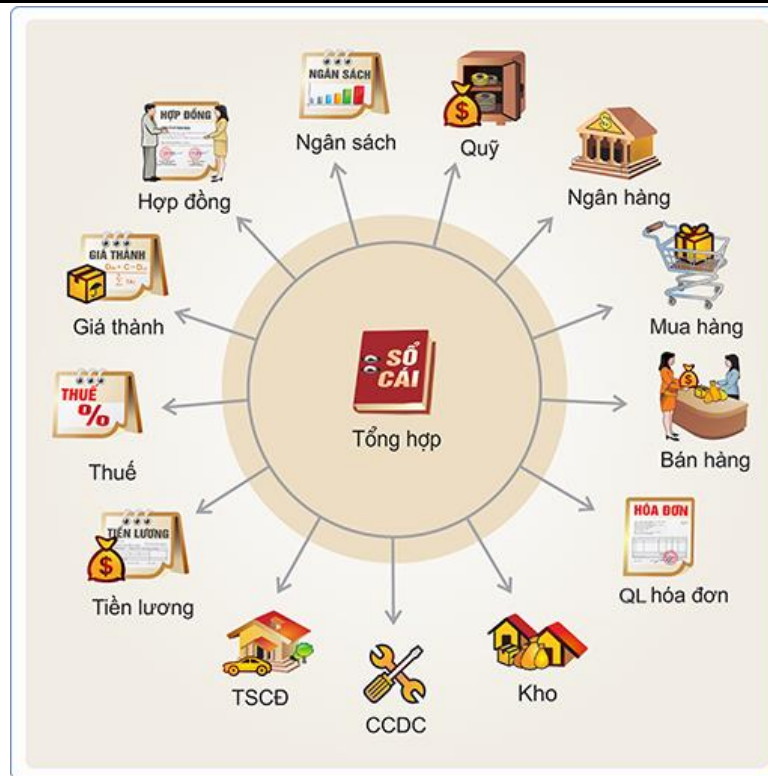 NGÂN SÁCH
Ngân sách
$
Quỹ
HỢP ĐỒNG
Hợp đồng
$
Ngân hàng
GIÁ THÀNH
Giá thành
Mua hàng
SỔ
CÁI
Tổng hợp
THUẾ
%
Thuế
$
Bán hàng
TIỀN LƯƠNG
$
Tiền lương
HÓA ĐƠN
QL hóa đơn
TSCĐ
CCDC
Kho